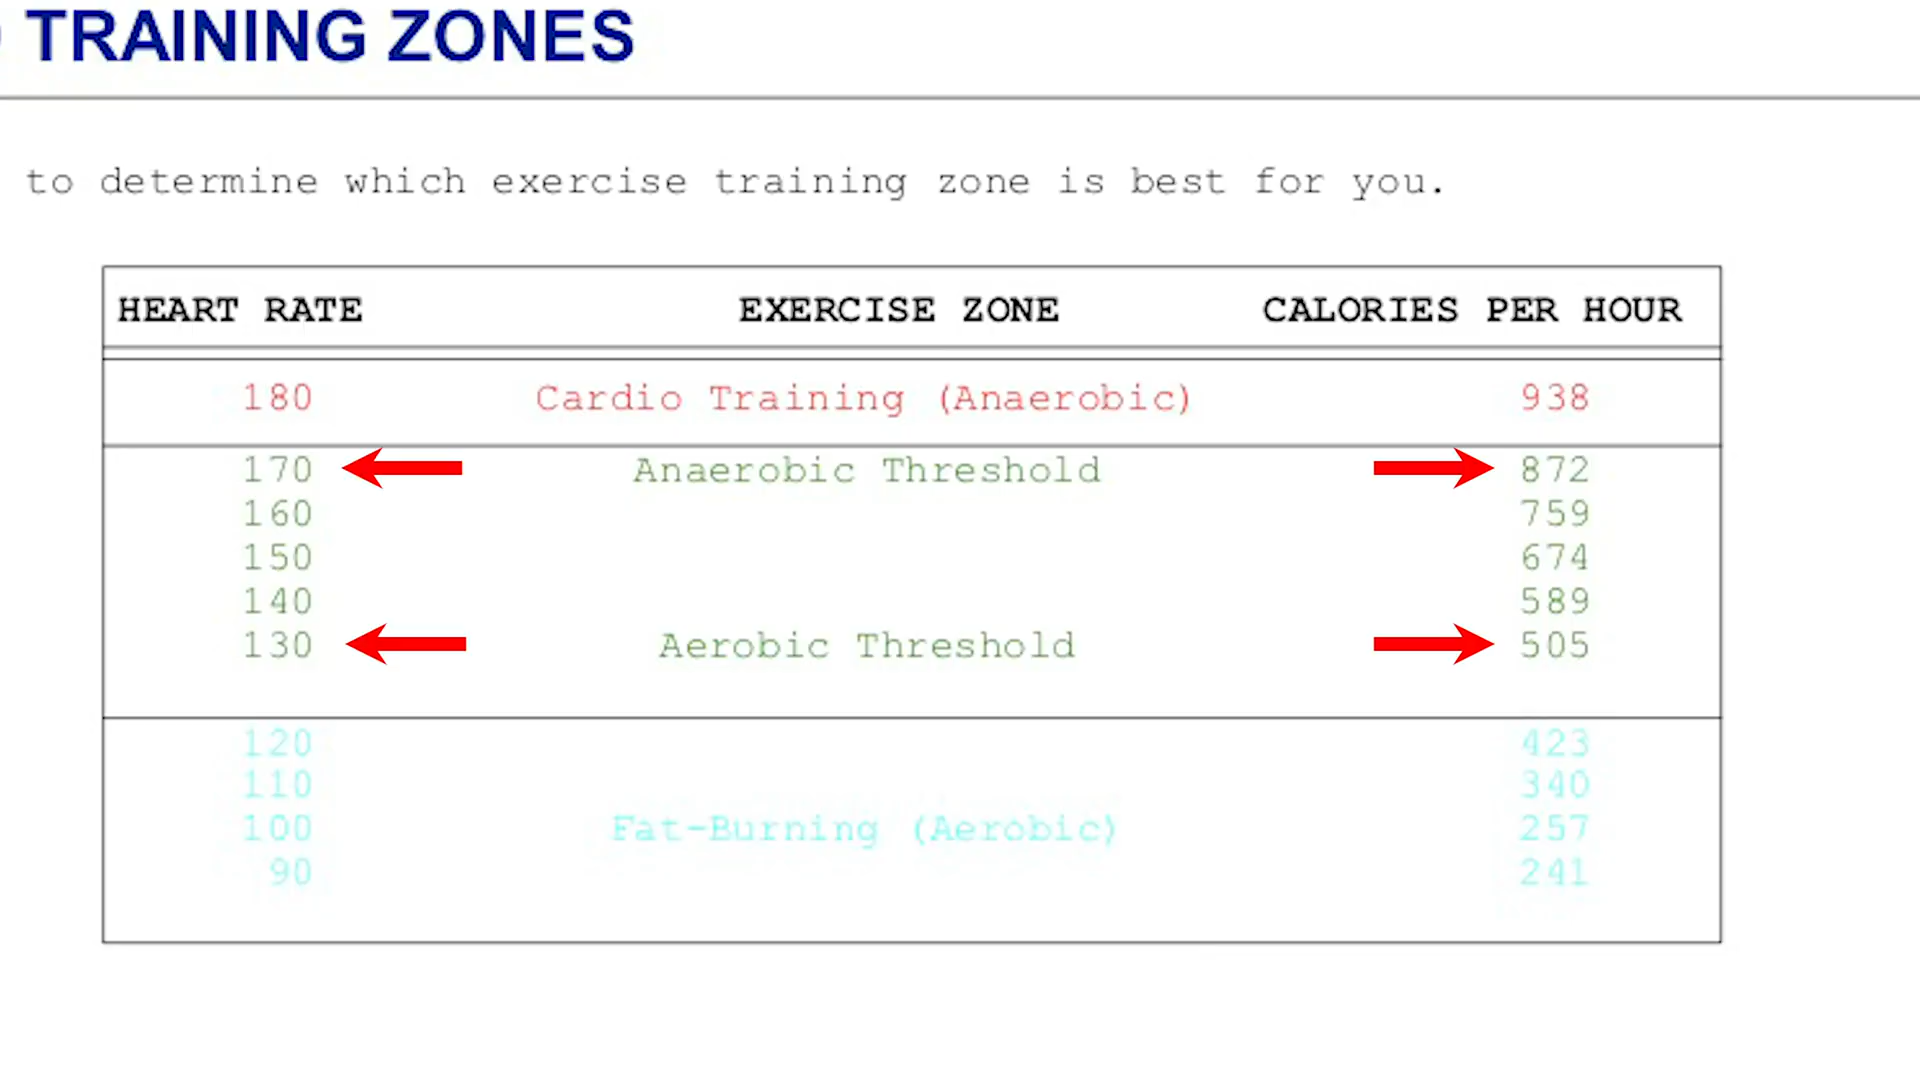 TRAINING ZONES
to determine which exercise training zone is best for you.
HEART RATE EXERCISE ZONE CALORIES PER HOUR
180 Cardio Training (Anaerobic) 938
170 Anaerobic Threshold 872
160 759
150 674
140 589
130 Aerobic Threshold 505
120 423
110 340
100 Fat-Burning (Aerobic) 257
90 241